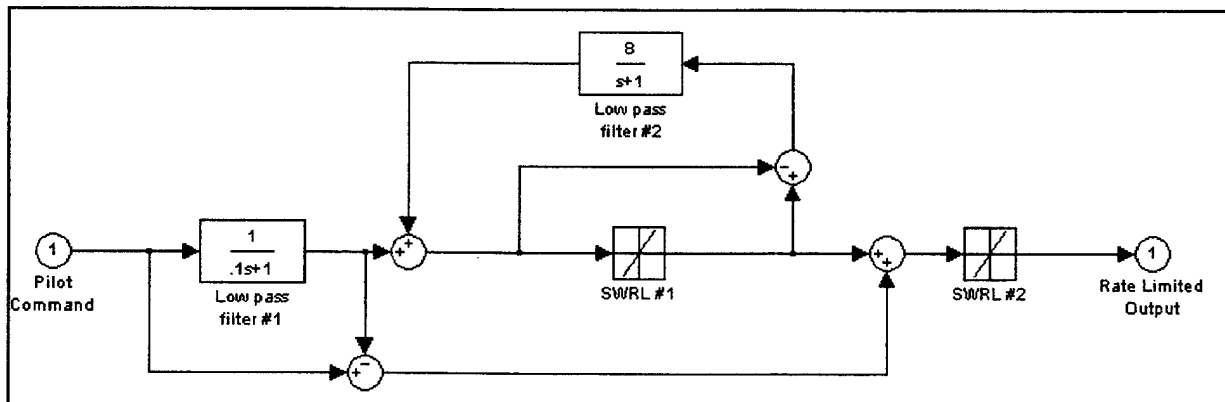 8
s+1
Low pass
filter #2
-
+
1
Pilot
Command
1
.1s+1
Low pass
filter #1
+
+
SWRL #1
+
+
SWRL #2
1
Rate Limited
Output
-
+